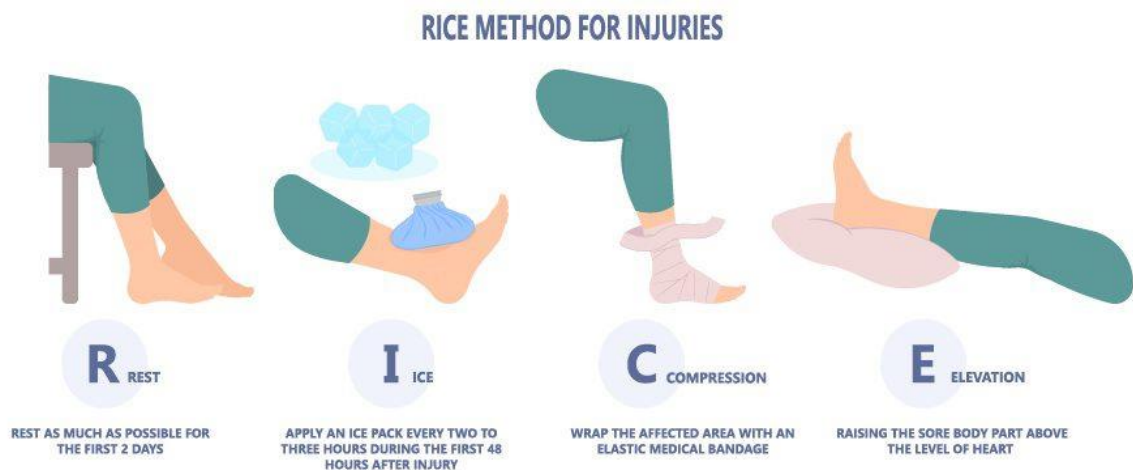 RICE METHOD FOR INJURIES
R REST
REST AS MUCH AS POSSIBLE FOR
THE FIRST 2 DAYS
I ICE
APPLY AN ICE PACK EVERY TWO TO
THREE HOURS DURING THE FIRST 48
HOURS AFTER INJURY
C COMPRESSION
WRAP THE AFFECTED AREA WITH AN
ELASTIC MEDICAL BANDAGE
E ELEVATION
RAISING THE SORE BODY PART ABOVE
THE LEVEL OF HEART